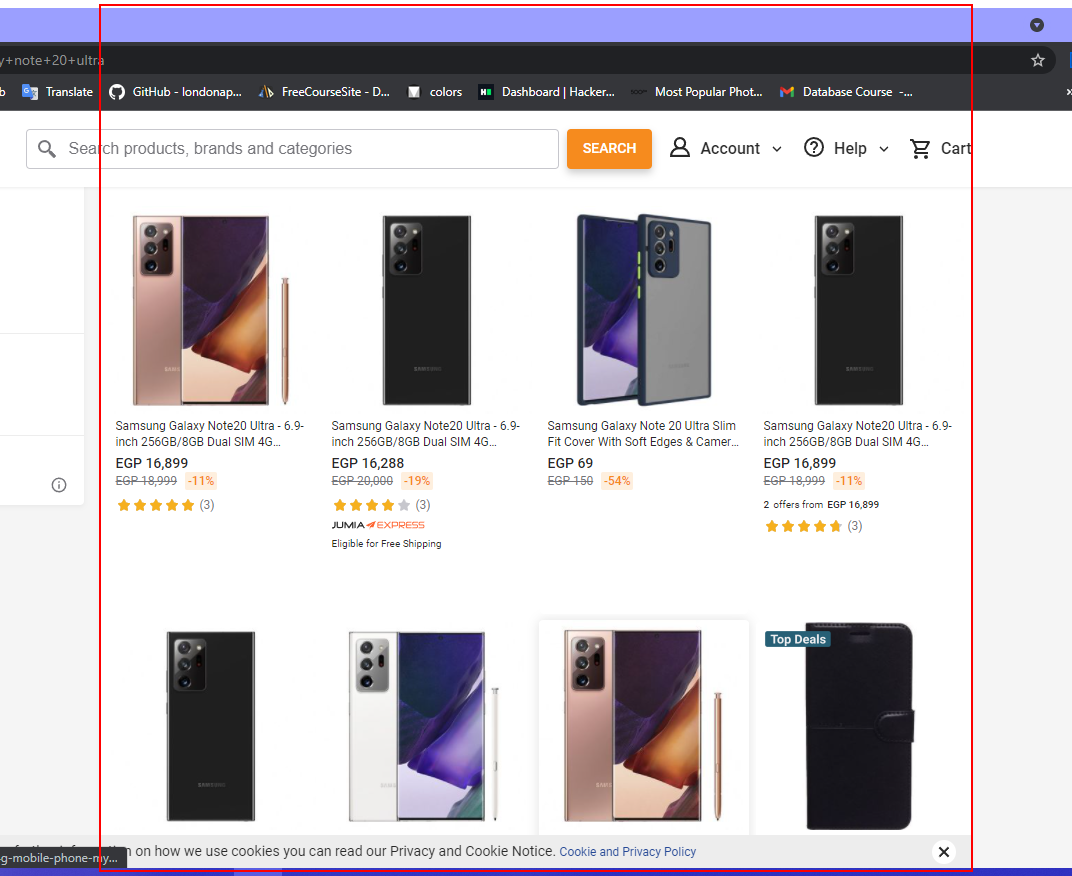 y+note+20+ultra
b
Translate
GitHub - londonap...
FreeCourseSite - D...
colors
Dashboard | Hacker...
Most Popular Phot...
Database Course -...
»
Search products, brands and categories
SEARCH
Account
Help
Cart
Samsung Galaxy Note20 Ultra - 6.9-
inch 256GB/8GB Dual SIM 4G...
EGP 16,899
EGP 18,999 -11%
(3)
Samsung Galaxy Note20 Ultra - 6.9-
inch 256GB/8GB Dual SIM 4G...
EGP 16,288
EGP 20,000 -19%
(3)
JUMIA EXPRESS
Eligible for Free Shipping
Samsung Galaxy Note 20 Ultra Slim
Fit Cover With Soft Edges & Camer...
EGP 69
EGP 150 -54%
Samsung Galaxy Note20 Ultra - 6.9-
inch 256GB/8GB Dual SIM 4G...
EGP 16,899
EGP 18,999 -11%
2 offers from EGP 16,899
(3)
SAMSUNG
SAMSUNG
SAMSUNG
SAMSUNG
Top Deals
on on how we use cookies you can read our Privacy and Cookie Notice. Cookie and Privacy Policy
-g-mobile-phone-my...